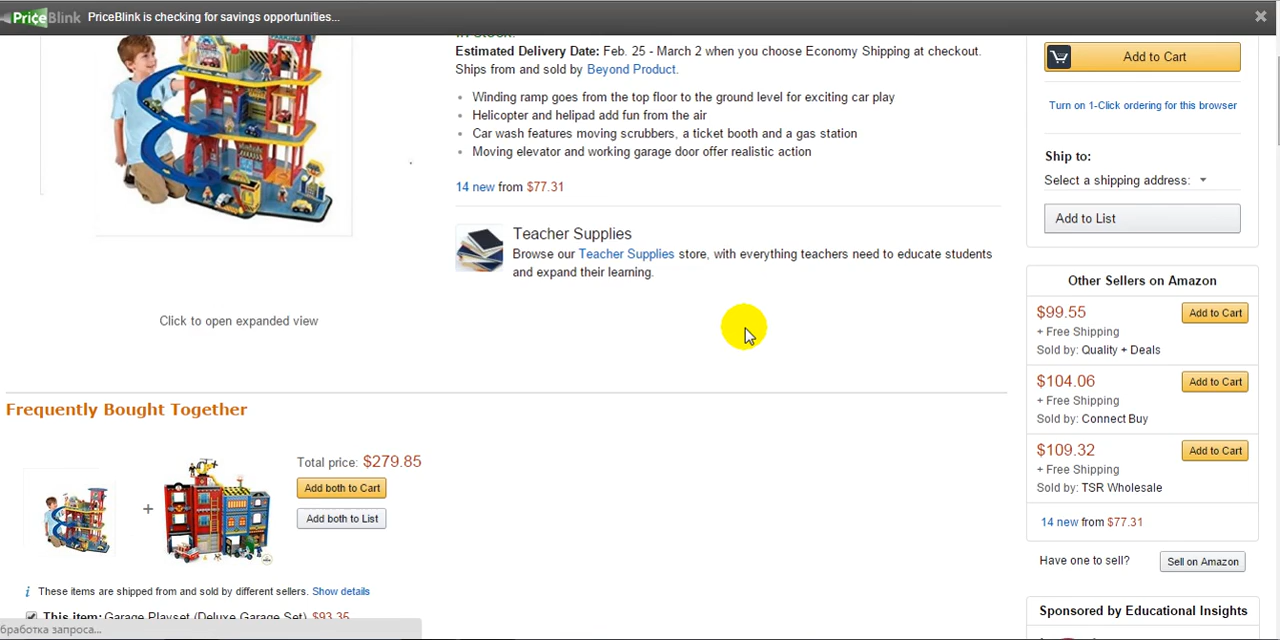 PriceBlink PriceBlink is checking for savings opportunities...
In Stock.
Estimated Delivery Date: Feb. 25 - March 2 when you choose Economy Shipping at checkout.
Ships from and sold by Beyond Product.
Winding ramp goes from the top floor to the ground level for exciting car play
Helicopter and helipad add fun from the air
Car wash features moving scrubbers, a ticket booth and a gas station
Moving elevator and working garage door offer realistic action
14 new from $77.31
Teacher Supplies
Browse our Teacher Supplies store, with everything teachers need to educate students
and expand their learning.
Click to open expanded view
Add to Cart
Turn on 1-Click ordering for this browser
Ship to:
Select a shipping address:
Add to List
Other Sellers on Amazon
$99.55 Add to Cart
+ Free Shipping
Sold by: Quality + Deals
$104.06 Add to Cart
+ Free Shipping
Sold by: Connect Buy
$109.32 Add to Cart
+ Free Shipping
Sold by: TSR Wholesale
14 new from $77.31
Have one to sell? Sell on Amazon
Sponsored by Educational Insights
Frequently Bought Together
+
Total price: $279.85
Add both to Cart
Add both to List
i These items are shipped from and sold by different sellers. Show details
This item: Garage Playset (Deluxe Garage Set) $93.35
бработка запроса...